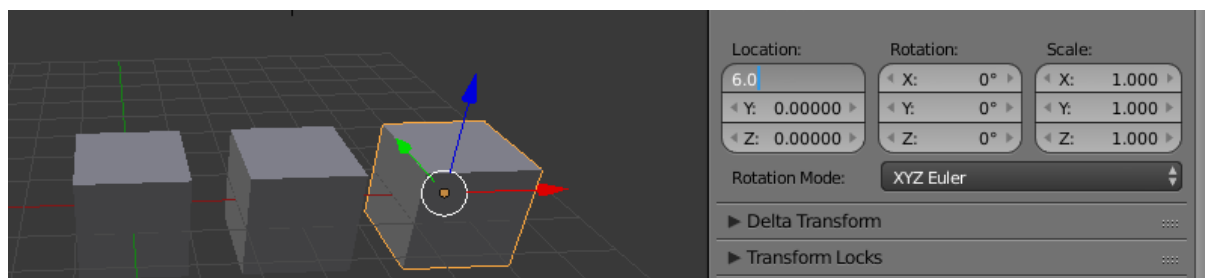 Location: Rotation: Scale:
6.0 X: 0° X: 1.000
Y: 0.00000 Y: 0° Y: 1.000
Z: 0.00000 Z: 0° Z: 1.000
Rotation Mode: XYZ Euler
Delta Transform
Transform Locks